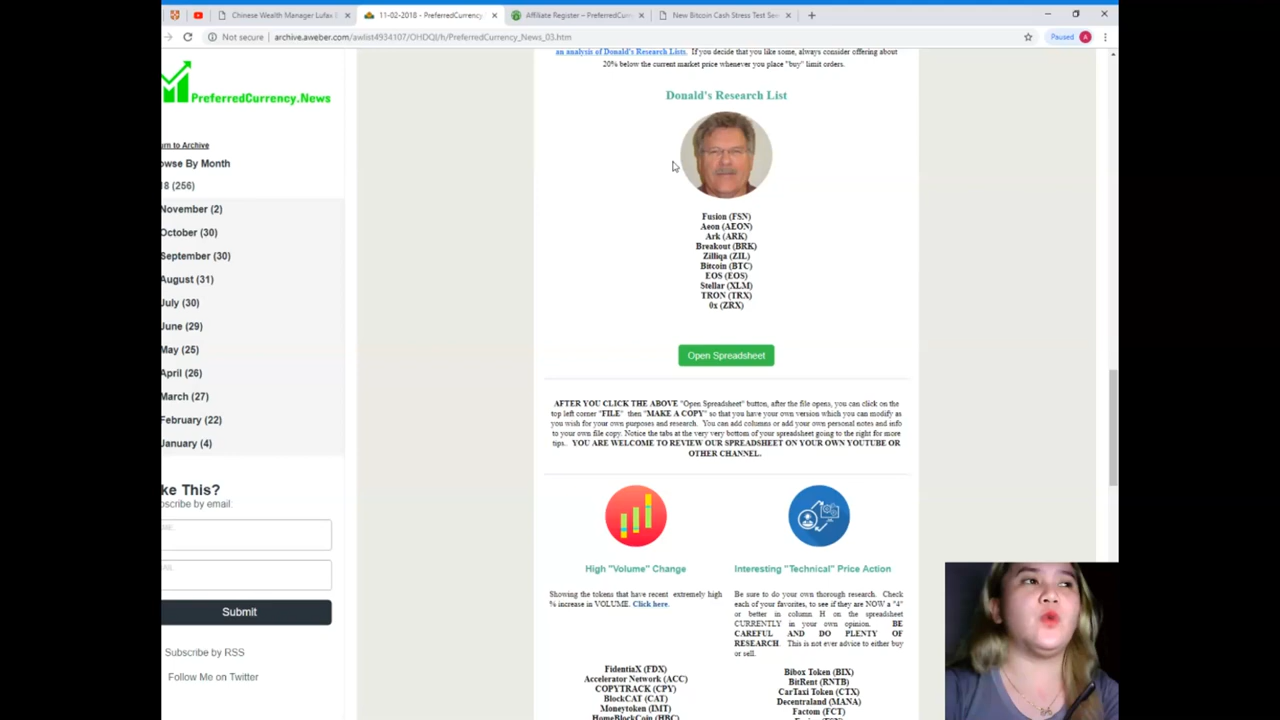 Chinese Wealth Manager Lufax
11-02-2018 - PreferredCurrency
Affiliate Register – PreferredCurr
New Bitcoin Cash Stress Test Se
Not secure | archive.aweber.com/awlist4934107/OHDQI/h/PreferredCurrency_News_03.htm
Paused A
PreferredCurrency.News
rn to Archive
owse By Month
18 (256)
November (2)
October (30)
September (30)
August (31)
July (30)
June (29)
May (25)
April (26)
March (27)
February (22)
January (4)
ke This?
bscribe by email:
Submit
Subscribe by RSS
Follow Me on Twitter
an analysis of Donald's Research Lists. If you decide that you like some, always consider offering about
20% below the current market price whenever you place "buy" limit orders.
Donald's Research List
Fusion (FSN)
Aeon (AEON)
Ark (ARK)
Breakout (BRK)
Zilliqa (ZIL)
Bitcoin (BTC)
EOS (EOS)
Stellar (XLM)
TRON (TRX)
0x (ZRX)
Open Spreadsheet
AFTER YOU CLICK THE ABOVE "Open Spreadsheet" button, after the file opens, you can click on the
top left corner "FILE" then "MAKE A COPY" so that you have your own version which you can modify as
you wish for your own purposes and research. You can add columns or add your own personal notes and info
to your own file copy. Notice the tabs at the very very bottom of your spreadsheet going to the right for more
tips. YOU ARE WELCOME TO REVIEW OUR SPREADSHEET ON YOUR OWN YOUTUBE OR
OTHER CHANNEL.
High "Volume" Change
Showing the tokens that have recent extremely high
% increase in VOLUME. Click here.
FidentiaX (FDX)
Accelerator Network (ACC)
COPYTRACK (CPY)
BlockCAT (CAT)
Moneytoken (IMT)
HomeBlockCoin (HBC)
Interesting "Technical" Price Action
Be sure to do your own thorough research. Check
each of your favorites, to see if they are NOW a "4"
or better in column H on the spreadsheet
CURRENTLY in your own opinion. BE
CAREFUL AND DO PLENTY OF
RESEARCH. This is not ever advice to either buy
or sell.
Bibox Token (BIX)
BitRent (RNTB)
CarTaxi Token (CTX)
Decentraland (MANA)
Factom (FCT)